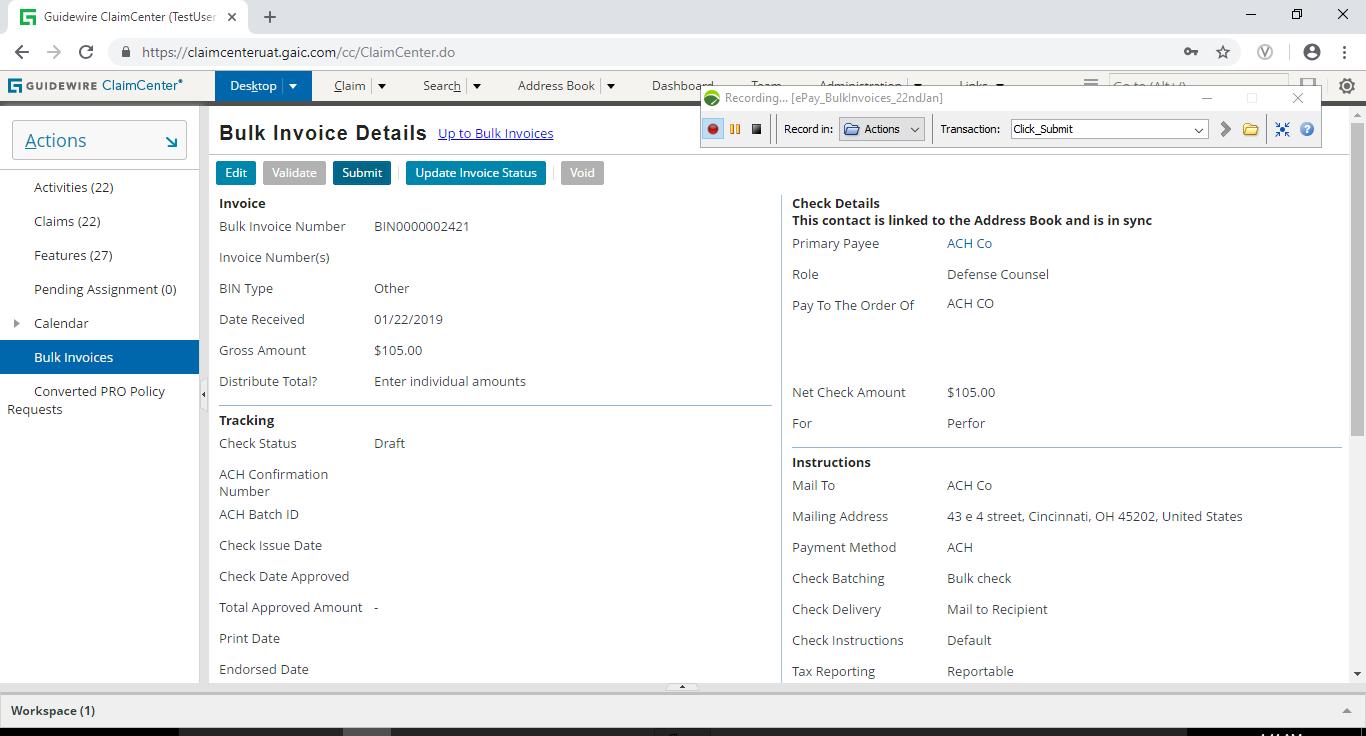 Guidewire ClaimCenter (TestUser
https://claimcenteruat.gaic.com/cc/ClaimCenter.do
GUIDEWIRE ClaimCenter
Desktop
Claim
Search
Address Book
Recording... [ePay_BulkInvoices_22ndJan]
Record in:
Actions
Transaction:
Click_Submit
Actions
Activities (22)
Claims (22)
Features (27)
Pending Assignment (0)
Calendar
Bulk Invoices
Converted PRO Policy
Requests
Bulk Invoice Details Up to Bulk Invoices
Edit
Validate
Submit
Update Invoice Status
Void
Invoice
Bulk Invoice Number BIN0000002421
Invoice Number(s)
BIN Type Other
Date Received 01/22/2019
Gross Amount $105.00
Distribute Total? Enter individual amounts
Tracking
Check Status Draft
ACH Confirmation
Number
ACH Batch ID
Check Issue Date
Check Date Approved
Total Approved Amount -
Print Date
Endorsed Date
Check Details
This contact is linked to the Address Book and is in sync
Primary Payee ACH Co
Role Defense Counsel
Pay To The Order Of ACH CO
Net Check Amount $105.00
For Perfor
Instructions
Mail To ACH Co
Mailing Address 43 e 4 street, Cincinnati, OH 45202, United States
Payment Method ACH
Check Batching Bulk check
Check Delivery Mail to Recipient
Check Instructions Default
Tax Reporting Reportable
Workspace (1)